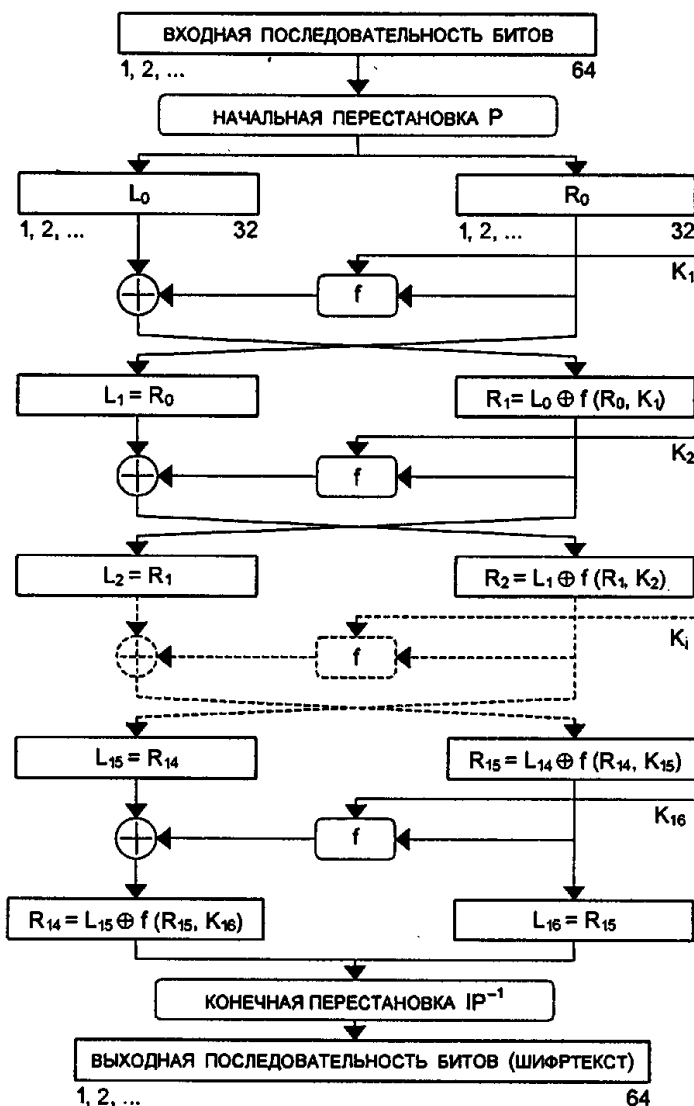 ВХОДНАЯ ПОСЛЕДОВАТЕЛЬНОСТЬ БИТОВ
1, 2, ... 64
НАЧАЛЬНАЯ ПЕРЕСТАНОВКА P
L₀ R₀
1, 2, ... 32 1, 2, ... 32
K₁
f
L₁ = R₀ R₁ = L₀ ⊕ f (R₀, K₁)
K₂
f
L₂ = R₁ R₂ = L₁ ⊕ f (R₁, K₂)
Kᵢ
f
L₁₅ = R₁₄ R₁₅ = L₁₄ ⊕ f (R₁₄, K₁₅)
K₁₆
f
R₁₄ = L₁₅ ⊕ f (R₁₅, K₁₆) L₁₆ = R₁₅
КОНЕЧНАЯ ПЕРЕСТАНОВКА IP⁻¹
ВЫХОДНАЯ ПОСЛЕДОВАТЕЛЬНОСТЬ БИТОВ (ШИФРТЕКСТ)
1, 2, ... 64